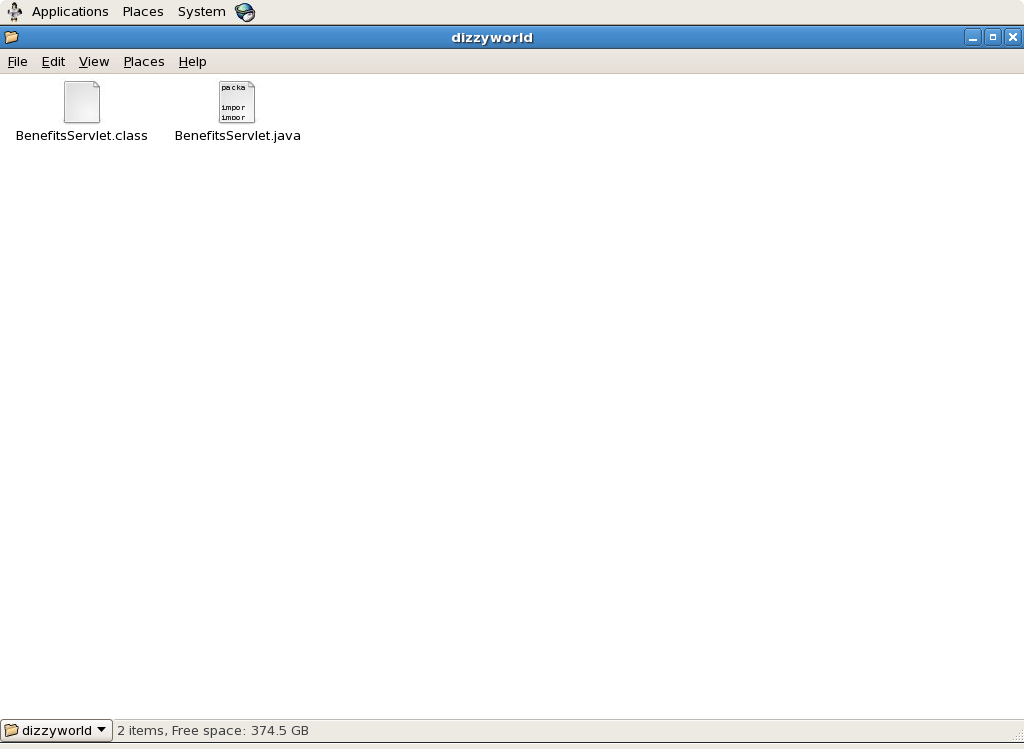 Applications Places System
dizzyworld
File Edit View Places Help
packa
impor
impor
BenefitsServlet.class BenefitsServlet.java
dizzyworld 2 items, Free space: 374.5 GB